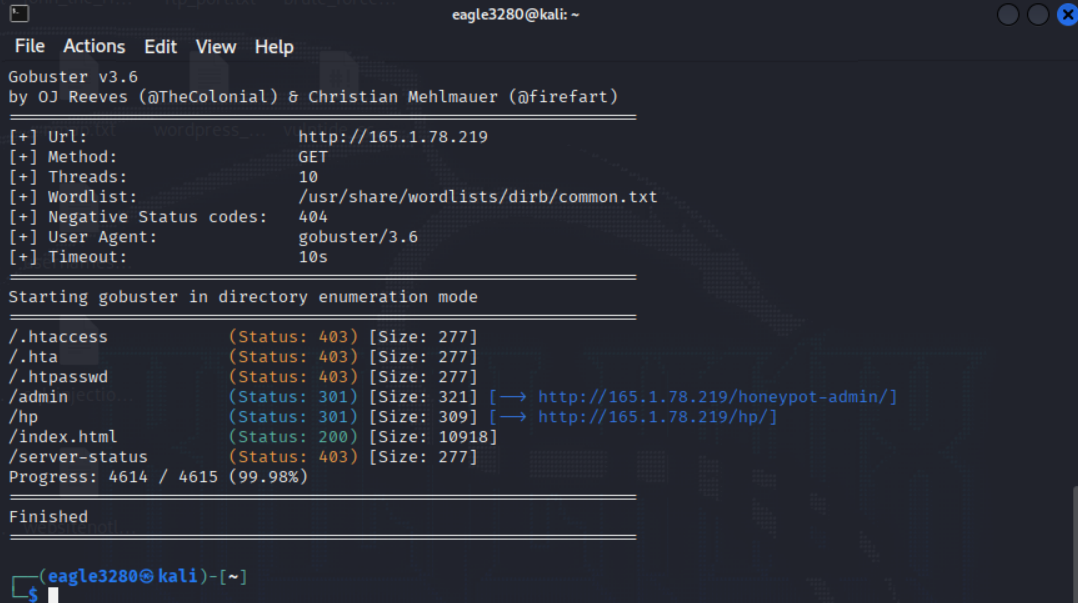 eagle3280@kali: ~
File Actions Edit View Help
Gobuster v3.6
by OJ Reeves (@TheColonial) & Christian Mehlmauer (@firefart)
===============================================================
[+] Url:                     http://165.1.78.219
[+] Method:                  GET
[+] Threads:                 10
[+] Wordlist:                /usr/share/wordlists/dirb/common.txt
[+] Negative Status codes:   404
[+] User Agent:              gobuster/3.6
[+] Timeout:                 10s
===============================================================
Starting gobuster in directory enumeration mode
===============================================================
/.htaccess            (Status: 403) [Size: 277]
/.hta                 (Status: 403) [Size: 277]
/.htpasswd            (Status: 403) [Size: 277]
/admin                (Status: 301) [Size: 321] [--> http://165.1.78.219/honeypot-admin/]
/hp                   (Status: 301) [Size: 309] [--> http://165.1.78.219/hp/]
/index.html           (Status: 200) [Size: 10918]
/server-status        (Status: 403) [Size: 277]
Progress: 4614 / 4615 (99.98%)
===============================================================
Finished
===============================================================
┌──(eagle3280㉿kali)-[~]
└─$